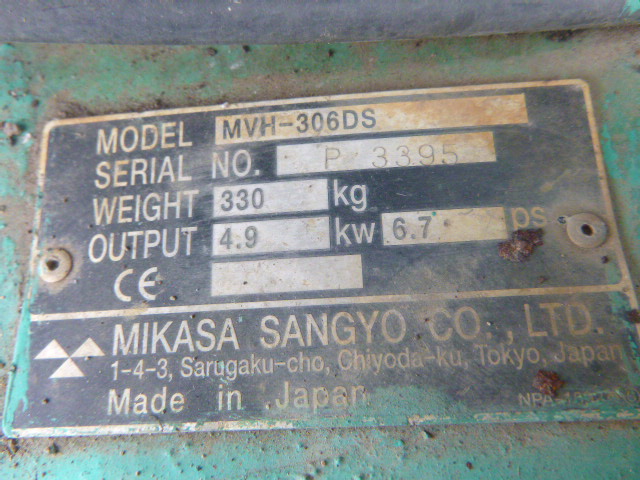 MODEL MVH-306DS
SERIAL NO. P 3395
WEIGHT 330 kg
OUTPUT 4.9 kw 6.7 ps
CE
MIKASA SANGYO CO., LTD.
1-4-3, Sarugaku-cho, Chiyoda-ku, Tokyo, Japan
Made in Japan